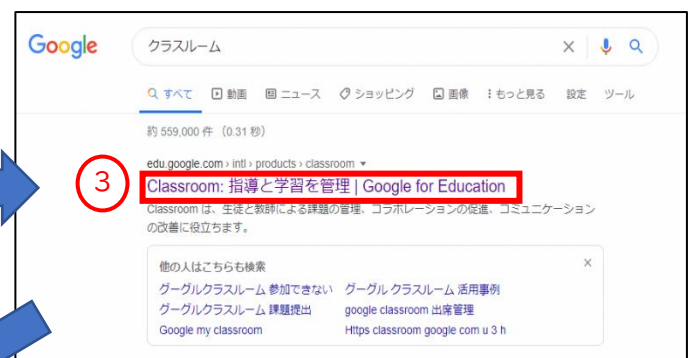 Google クラスルーム
すべて 動画 ニュース ショッピング 画像 もっと見る 設定 ツール
約 559,000 件 （0.31 秒）
edu.google.com › intl › products › classroom
③ Classroom: 指導と学習を管理 | Google for Education
Classroom は、生徒と教師による課題の管理、コラボレーションの促進、コミュニケーション
の改善に役立ちます。
他の人はこちらも検索
グーグルクラスルーム 参加できない グーグル クラスルーム 活用事例
グーグルクラスルーム 課題提出 google classroom 出席管理
Google my classroom Https classroom google com u 3 h